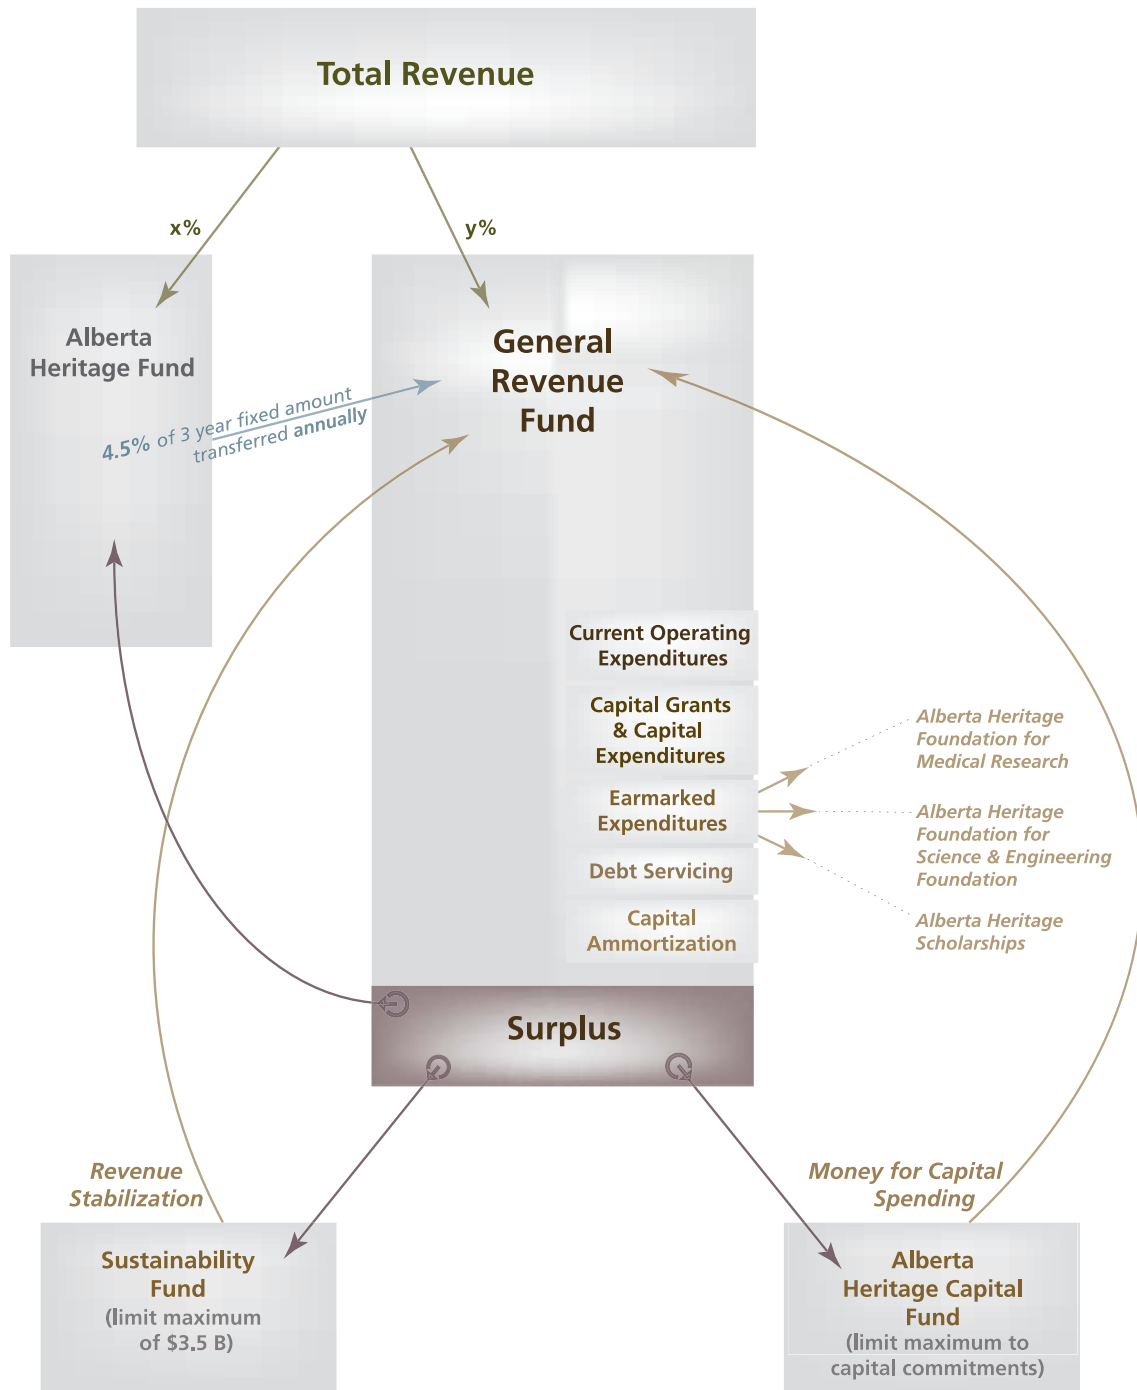 Total Revenue
x%
y%
Alberta
Heritage Fund
General
Revenue
Fund
4.5% of 3 year fixed amount
transferred annually
Current Operating
Expenditures
Capital Grants
& Capital
Expenditures
Earmarked
Expenditures
Debt Servicing
Capital
Ammortization
Alberta Heritage
Foundation for
Medical Research
Alberta Heritage
Foundation for
Science & Engineering
Foundation
Alberta Heritage
Scholarships
Surplus
Revenue
Stabilization
Money for Capital
Spending
Sustainability
Fund
(limit maximum
of $3.5 B)
Alberta
Heritage Capital
Fund
(limit maximum to
capital commitments)